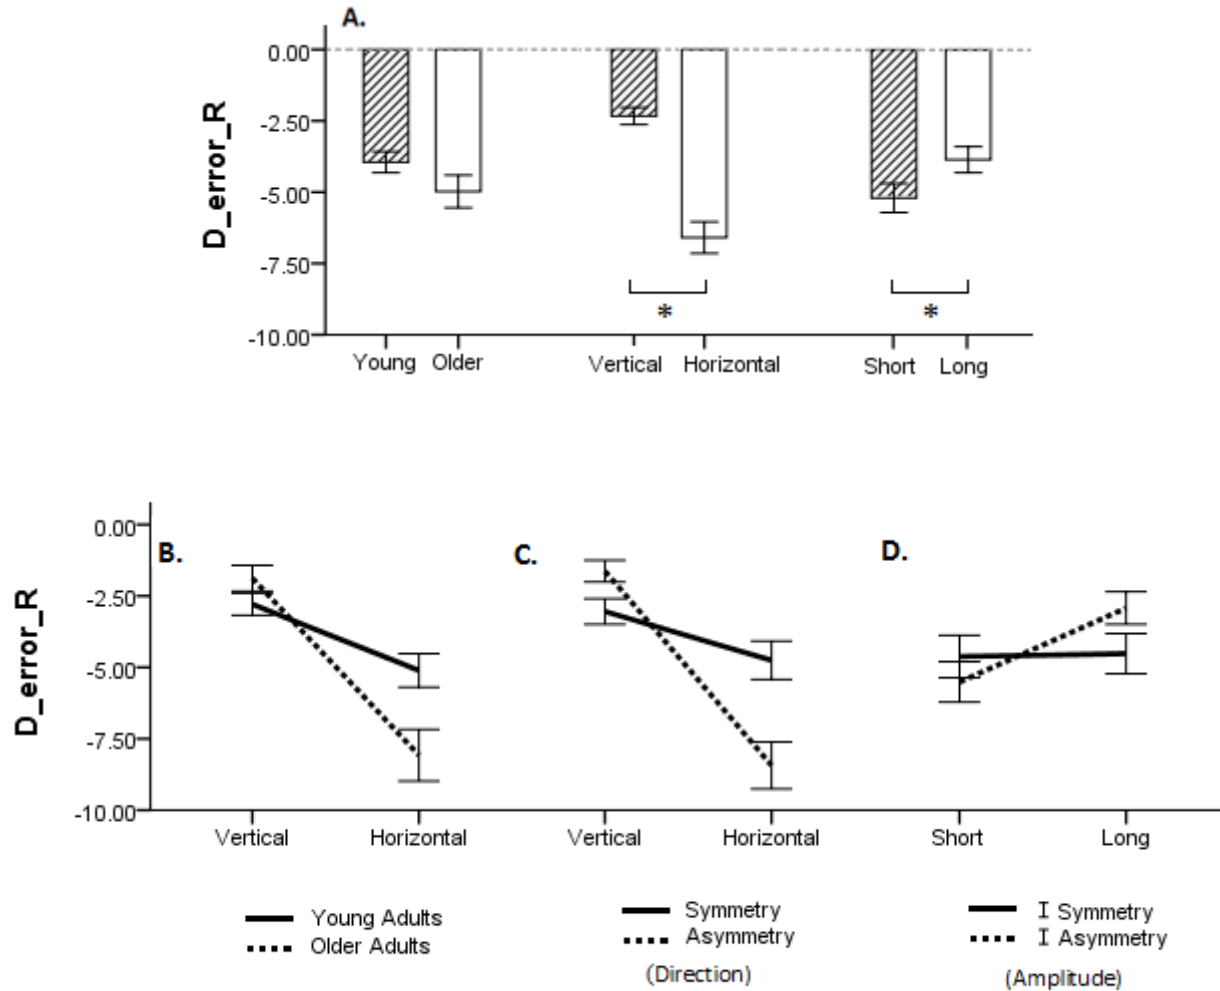 A.
0.00
-2.50
-5.00
-7.50
-10.00
D_error_R
* *
Young Older Vertical Horizontal Short Long
0.00
-2.50
-5.00
-7.50
-10.00
D_error_R
B. C. D.
Vertical Horizontal Vertical Horizontal Short Long
Young Adults
Older Adults
Symmetry
Asymmetry
(Direction)
I Symmetry
I Asymmetry
(Amplitude)